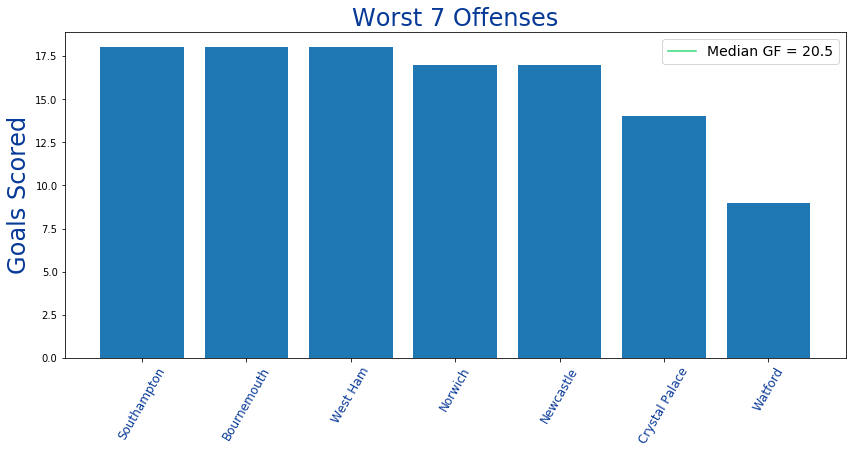 Worst 7 Offenses
Median GF = 20.5
Goals Scored
17.5
15.0
12.5
10.0
7.5
5.0
2.5
0.0
Southampton
Bournemouth
West Ham
Norwich
Newcastle
Crystal Palace
Watford